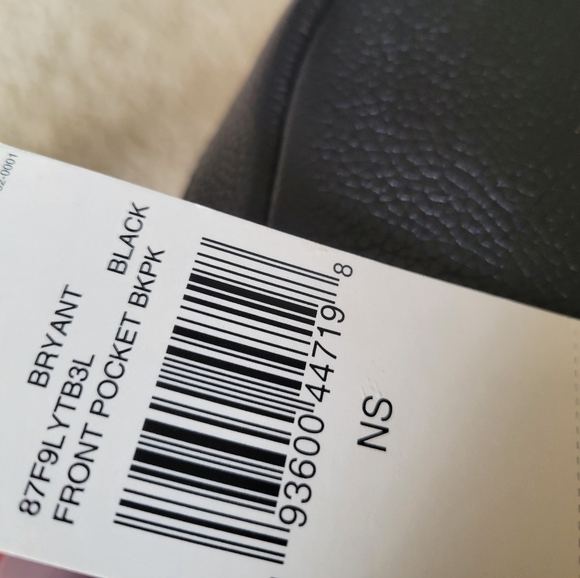 BRYANT
87F9LYTB3L BLACK
FRONT POCKET BKPK
93600 44719 8
NS